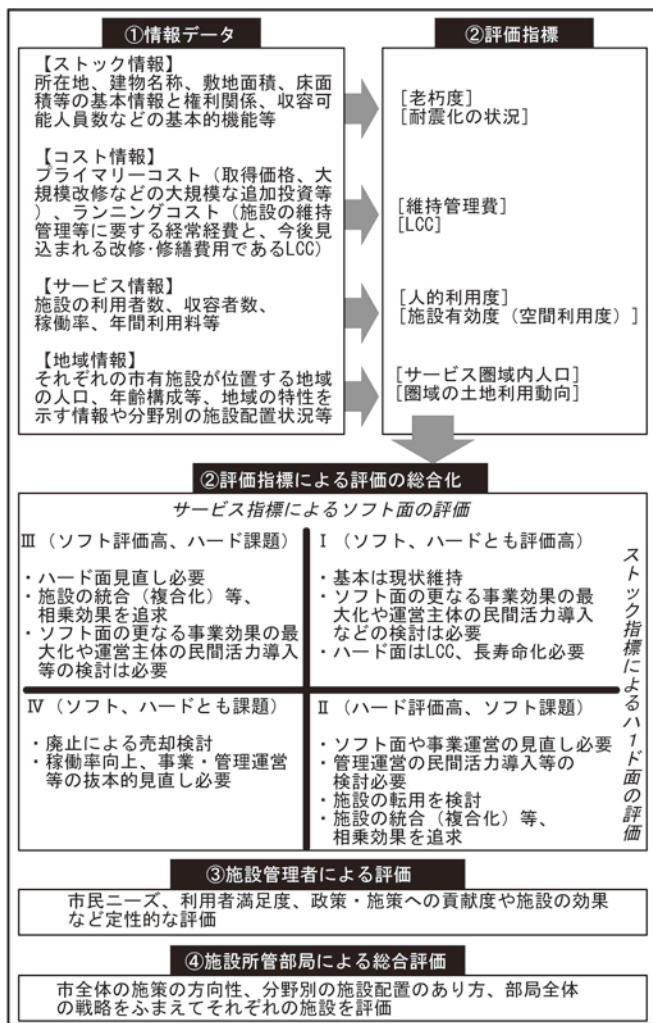 ①情報データ
【ストック情報】
所在地、建物名称、敷地面積、床面
積等の基本情報と権利関係、収容可
能人員数などの基本的機能等
【コスト情報】
プライマリーコスト（取得価格、大
規模改修などの大規模な追加投資等
）、ランニングコスト（施設の維持
管理等に要する経常経費と、今後見
込まれる改修･修繕費用であるLCC）
【サービス情報】
施設の利用者数、収容者数、
稼働率、年間利用料等
【地域情報】
それぞれの市有施設が位置する地域
の人口、年齢構成等、地域の特性を
示す情報や分野別の施設配置状況等
②評価指標
[老朽度]
[耐震化の状況]
[維持管理費]
[LCC]
[人的利用度]
[施設有効度（空間利用度）]
[サービス圏域内人口]
[圏域の土地利用動向]
②評価指標による評価の総合化
サービス指標によるソフト面の評価
Ⅲ（ソフト評価高、ハード課題）
・ハード面見直し必要
・施設の統合（複合化）等、
相乗効果を追求
・ソフト面の更なる事業効果の最
大化や運営主体の民間活力導入
等の検討は必要
Ⅰ（ソフト、ハードとも評価高）
・基本は現状維持
・ソフト面の更なる事業効果の最
大化や運営主体の民間活力導入
などの検討は必要
・ハード面はLCC、長寿命化必要
Ⅳ（ソフト、ハードとも課題）
・廃止による売却検討
・稼働率向上、事業・管理運営
等の抜本的見直し必要
Ⅱ（ハード評価高、ソフト課題）
・ソフト面や事業運営の見直し必要
・管理運営の民間活力導入等の
検討必要
・施設の転用を検討
・施設の統合（複合化）等、
相乗効果を追求
ストック指標によるハード面の評価
③施設管理者による評価
市民ニーズ、利用者満足度、政策・施策への貢献度や施設の効果
など定性的な評価
④施設所管部局による総合評価
市全体の施策の方向性、分野別の施設配置のあり方、部局全体
の戦略をふまえてそれぞれの施設を評価